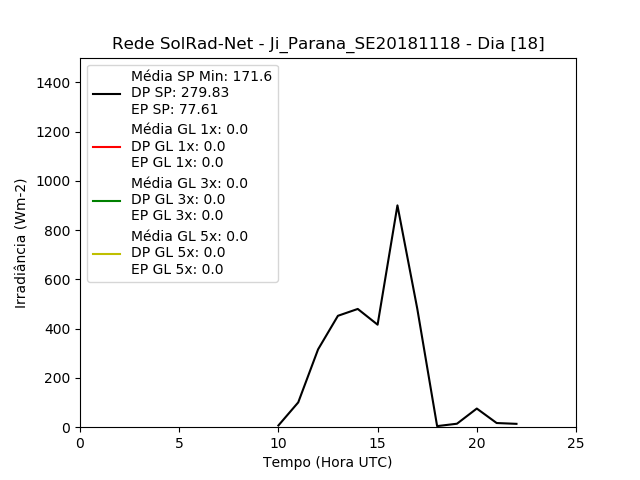 Rede SolRad-Net - Ji_Parana_SE20181118 - Dia [18]
Média SP Min: 171.6
DP SP: 279.83
EP SP: 77.61
Média GL 1x: 0.0
DP GL 1x: 0.0
EP GL 1x: 0.0
Média GL 3x: 0.0
DP GL 3x: 0.0
EP GL 3x: 0.0
Média GL 5x: 0.0
DP GL 5x: 0.0
EP GL 5x: 0.0
Irradiância (Wm-2)
1400
1200
1000
800
600
400
200
0
0 5 10 15 20 25
Tempo (Hora UTC)